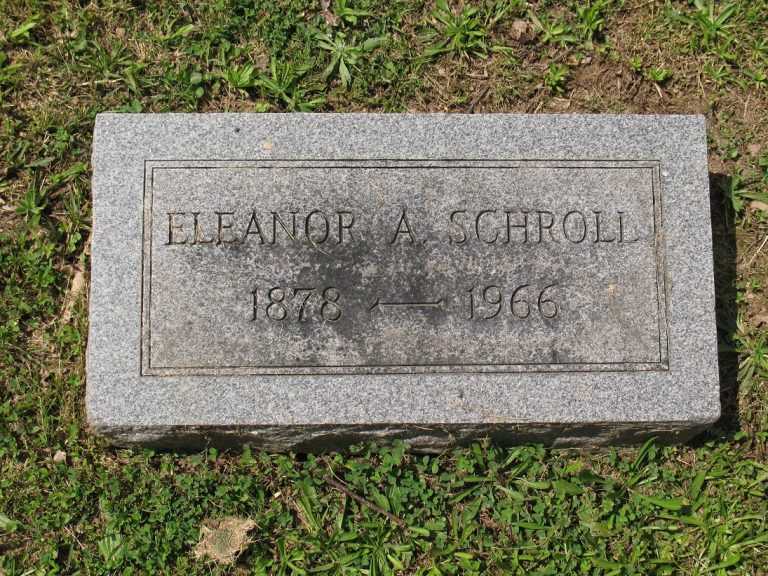 ELEANOR A. SCHROLL
1878 — 1966